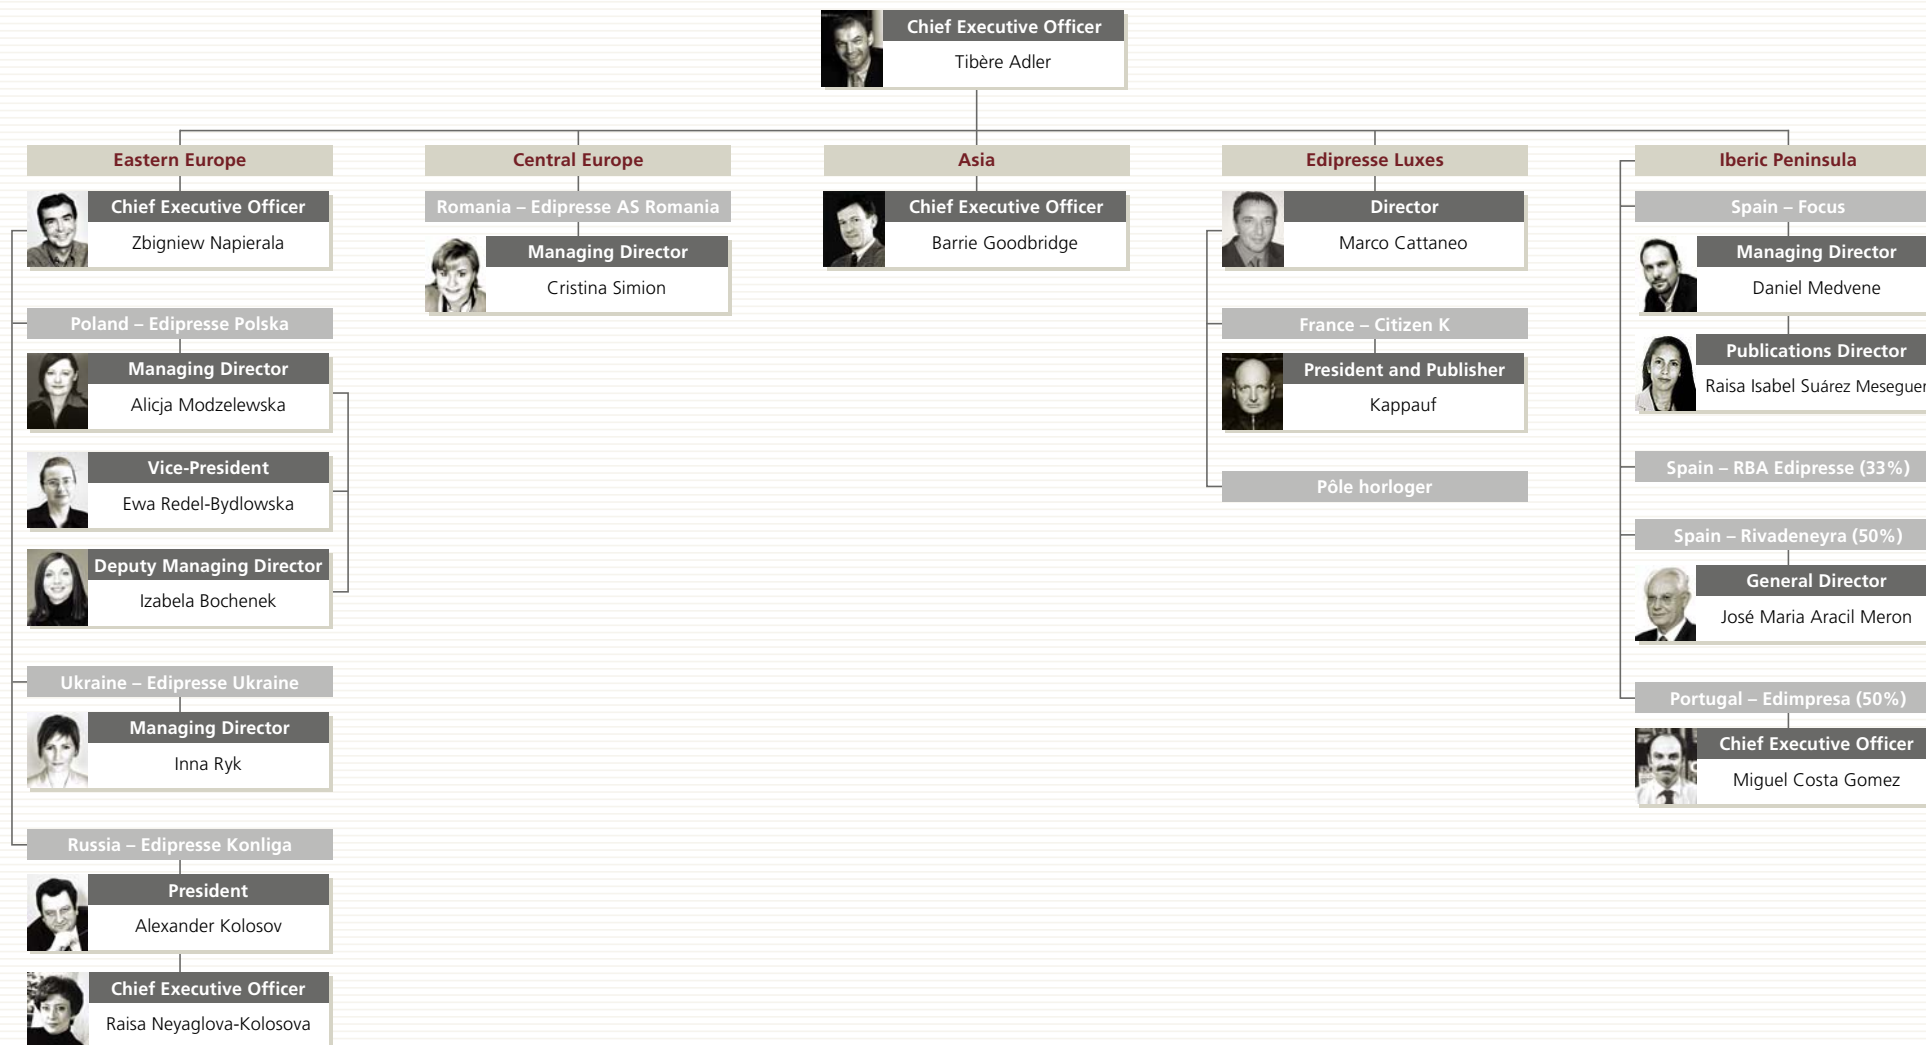 Chief Executive Officer
Tibère Adler
Eastern Europe
Chief Executive Officer
Zbigniew Napierala
Poland – Edipresse Polska
Managing Director
Alicja Modzelewska
Vice-President
Ewa Redel-Bydlowska
Deputy Managing Director
Izabela Bochenek
Ukraine – Edipresse Ukraine
Managing Director
Inna Ryk
Russia – Edipresse Konliga
President
Alexander Kolosov
Chief Executive Officer
Raisa Neyaglova-Kolosova
Central Europe
Romania – Edipresse AS Romania
Managing Director
Cristina Simion
Asia
Chief Executive Officer
Barrie Goodbridge
Edipresse Luxes
Director
Marco Cattaneo
France – Citizen K
President and Publisher
Kappauf
Pôle horloger
Iberic Peninsula
Spain – Focus
Managing Director
Daniel Medvene
Publications Director
Raisa Isabel Suárez Meseguer
Spain – RBA Edipresse (33%)
Spain – Rivadeneyra (50%)
General Director
José Maria Aracil Meron
Portugal – Edimpresa (50%)
Chief Executive Officer
Miguel Costa Gomez